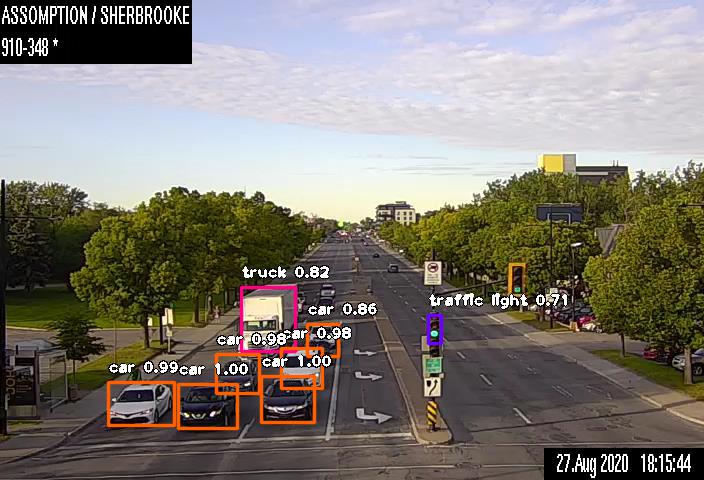 ASSOMPTION / SHERBROOKE
910-348 *
truck 0.82
car 0.86
traffic light 0.71
car 0.98
car 0.98
car 0.99
car 1.00
car 1.00
27.Aug 2020 18:15:44